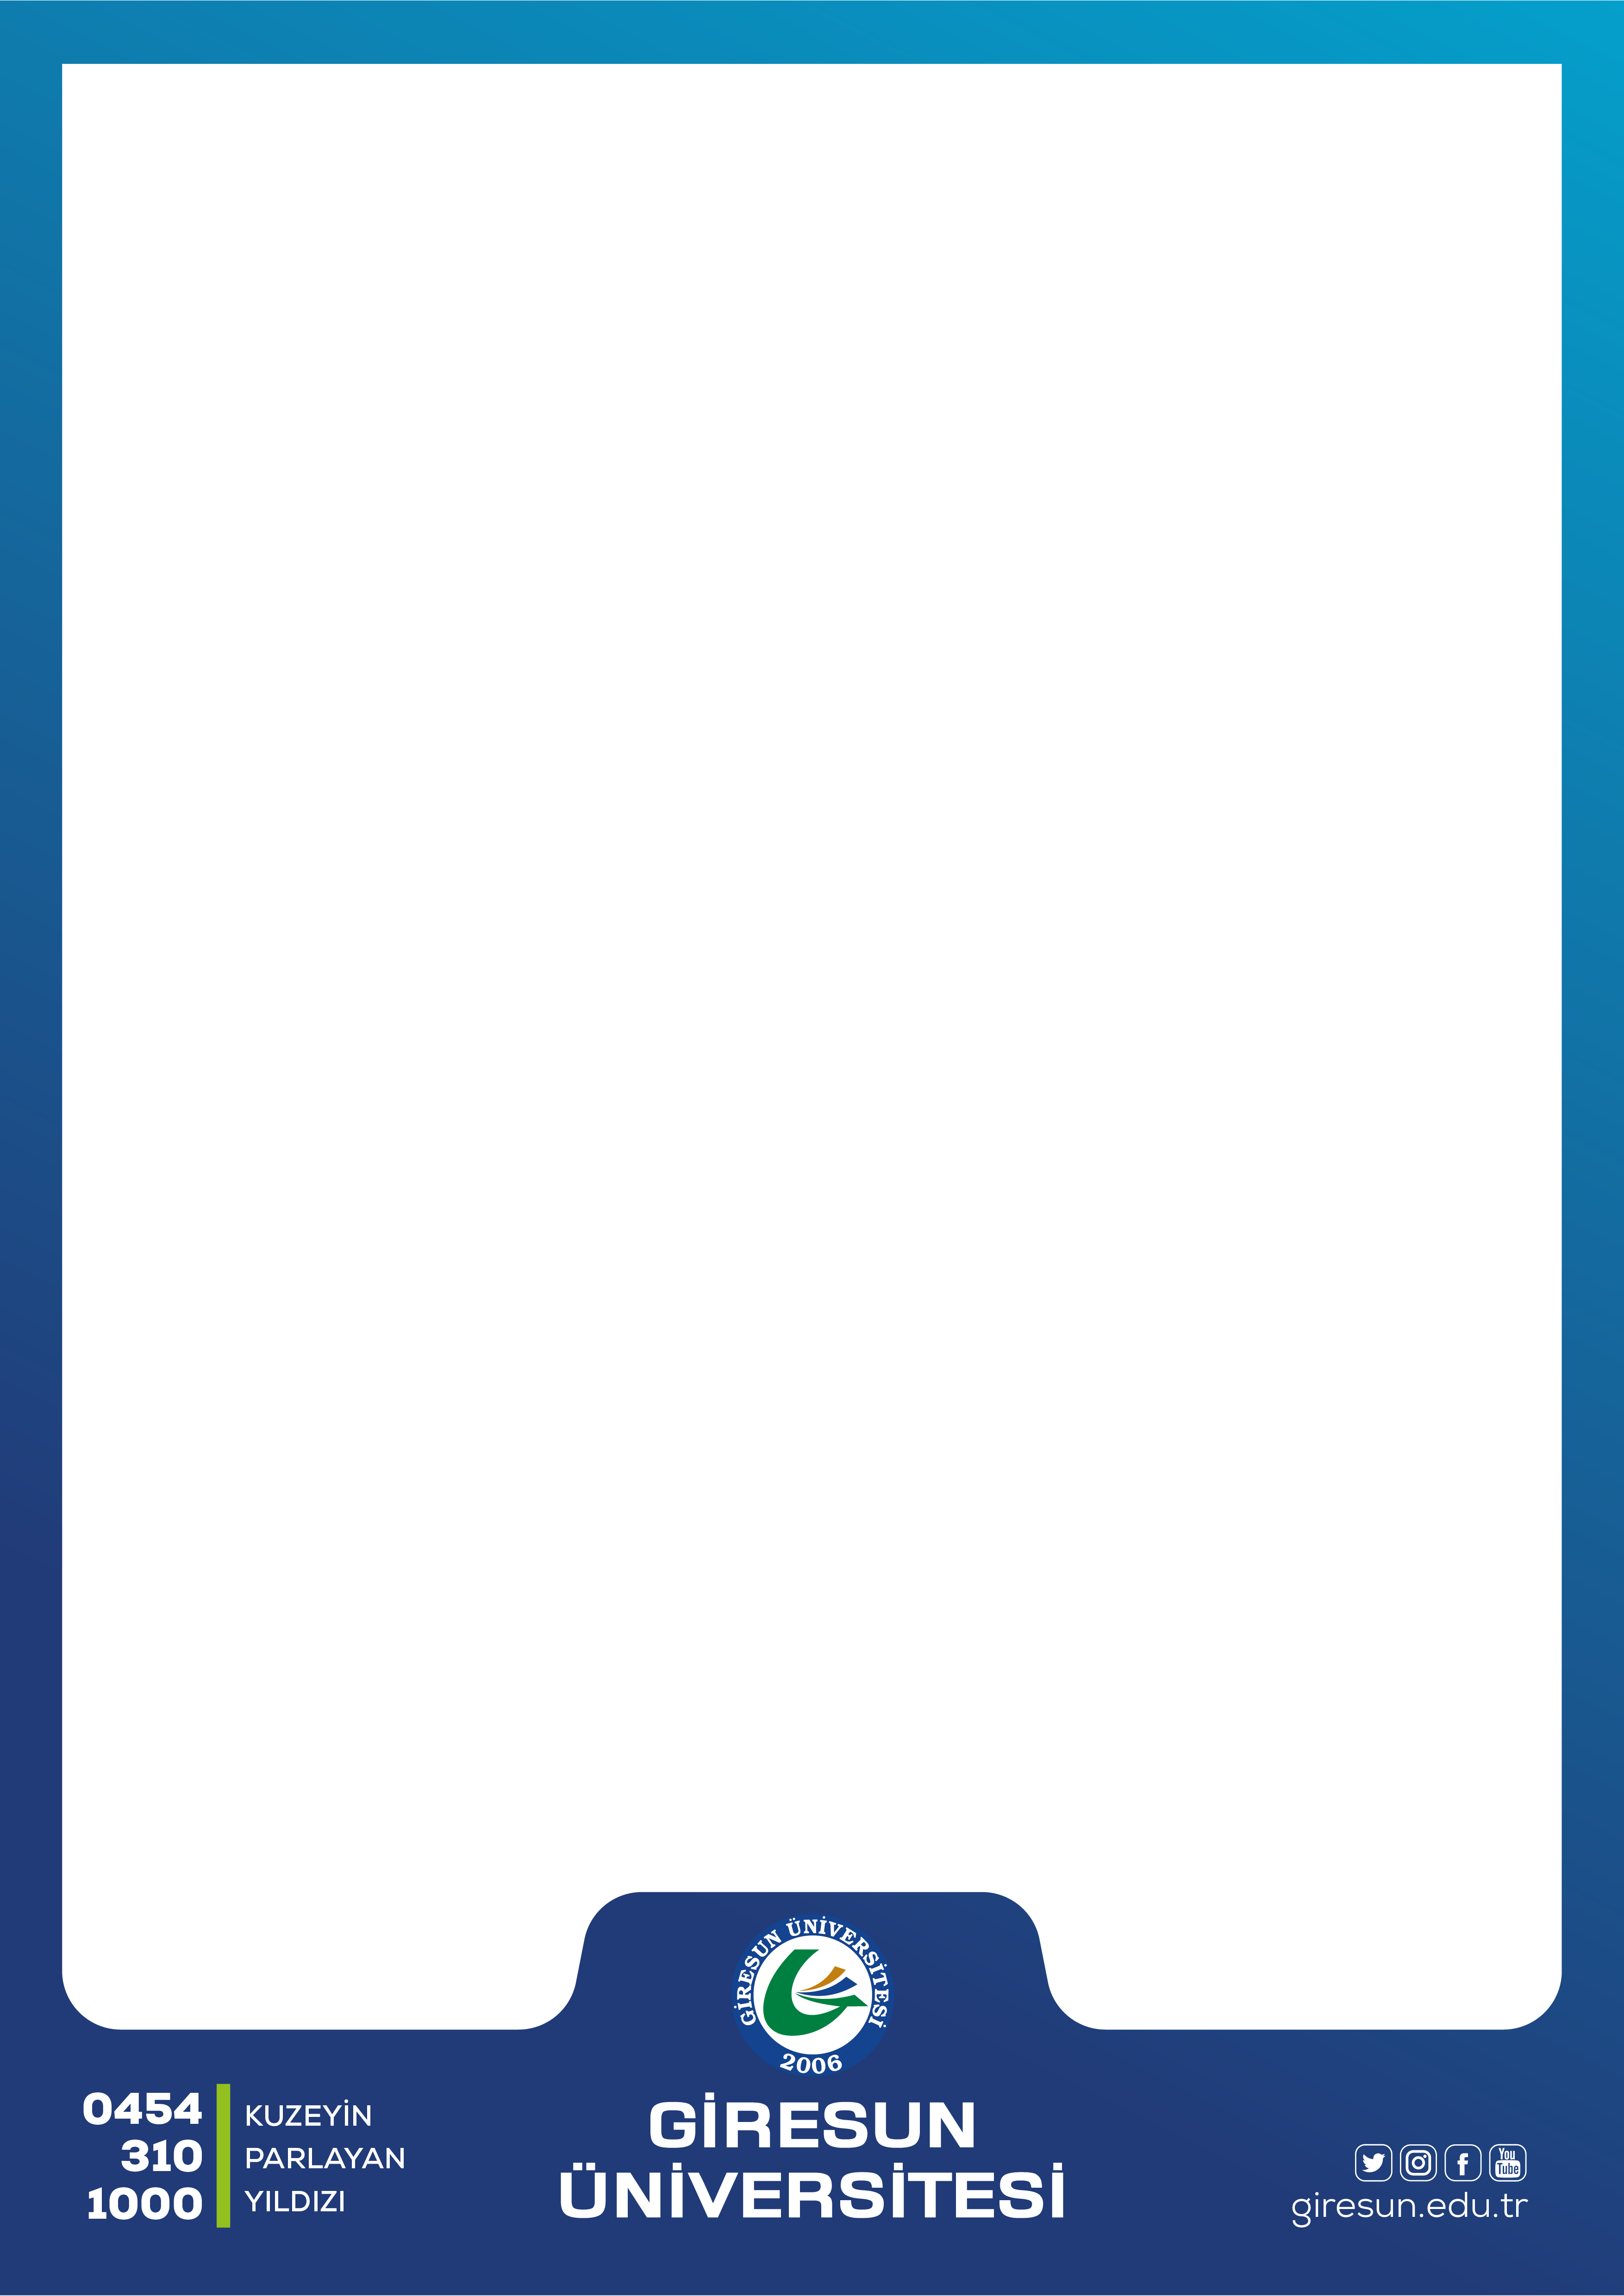 GİRESUN ÜNİVERSİTESİ
2006
0454
310
1000
KUZEYİN
PARLAYAN
YILDIZI
GİRESUN
ÜNİVERSİTESİ
You
Tube
giresun.edu.tr